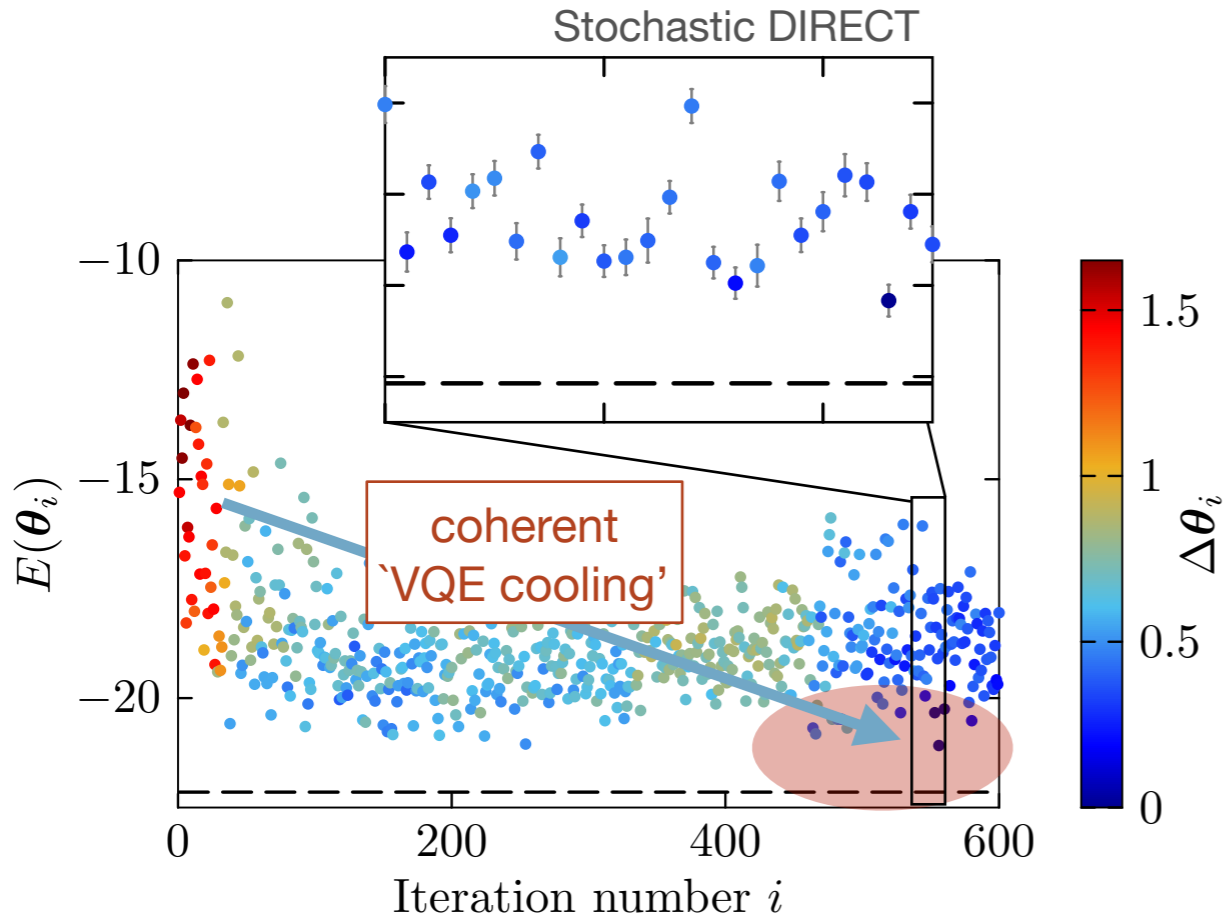 Stochastic DIRECT
−10
−15
−20
E(θᵢ)
coherent
`VQE cooling’
0
200
400
600
Iteration number i
1.5
1
0.5
0
Δθᵢ